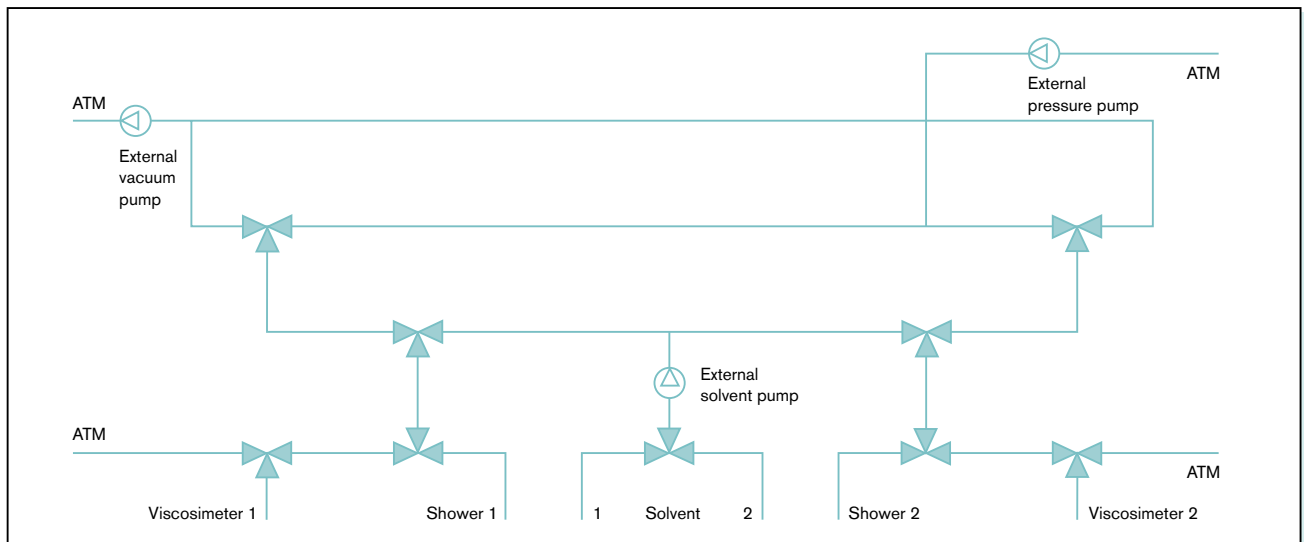 ATM
External
pressure pump
ATM
External
vacuum
pump
External
solvent pump
ATM
ATM
Viscosimeter 1
Shower 1
1
Solvent
2
Shower 2
Viscosimeter 2